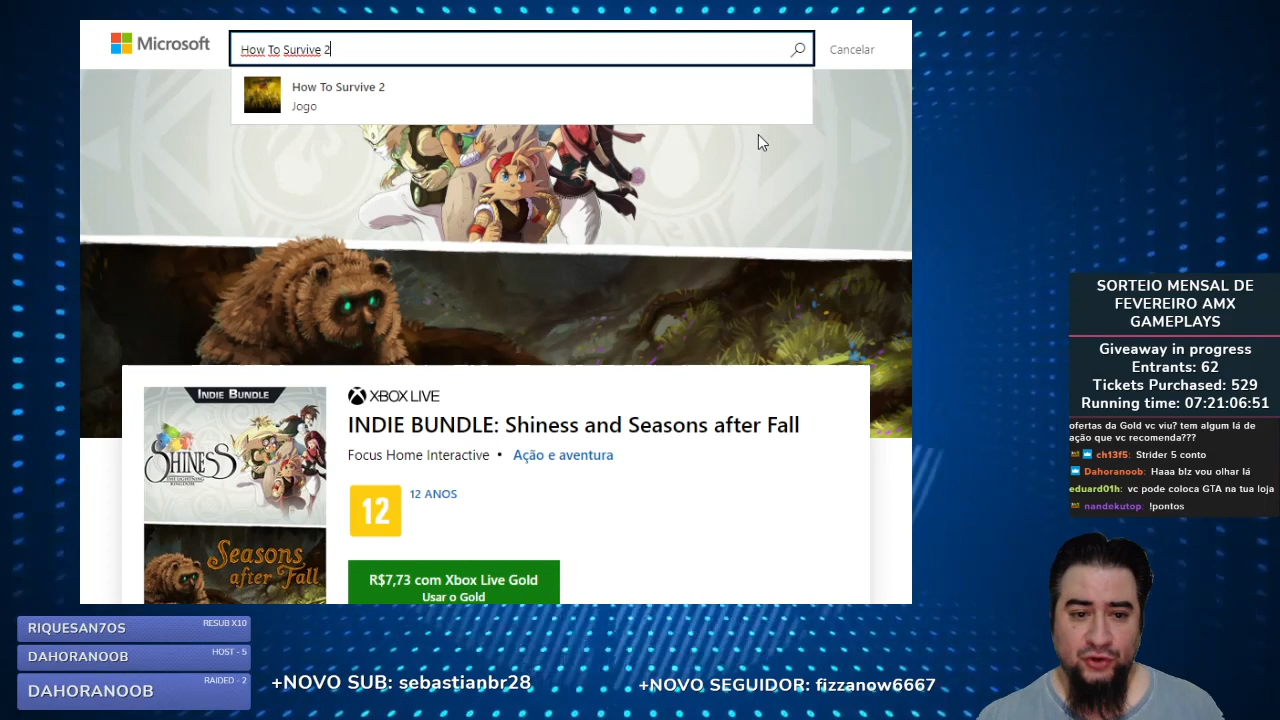 Microsoft
How To Survive 2
Cancelar
How To Survive 2
Jogo
INDIE BUNDLE
SHINESS
Seasons
after Fall
XBOX LIVE
INDIE BUNDLE: Shiness and Seasons after Fall
Focus Home Interactive • Ação e aventura
12
12 ANOS
R$7,73 com Xbox Live Gold
Usar o Gold
SORTEIO MENSAL DE
FEVEREIRO AMX
GAMEPLAYS
Giveaway in progress
Entrants: 62
Tickets Purchased: 529
Running time: 07:21:06:51
ofertas da Gold vc viu? tem algum lá de
ação que vc recomenda???
ch13f5: Strider 5 conto
Dahoranoob: Haaa blz vou olhar lá
eduard01h: vc pode coloca GTA na tua loja
nandekutop: !pontos
RIQUESAN7OS RESUB X10
DAHORANOOB HOST - 5
DAHORANOOB RAIDED - 2
+NOVO SUB: sebastianbr28
+NOVO SEGUIDOR: fizzanow6667